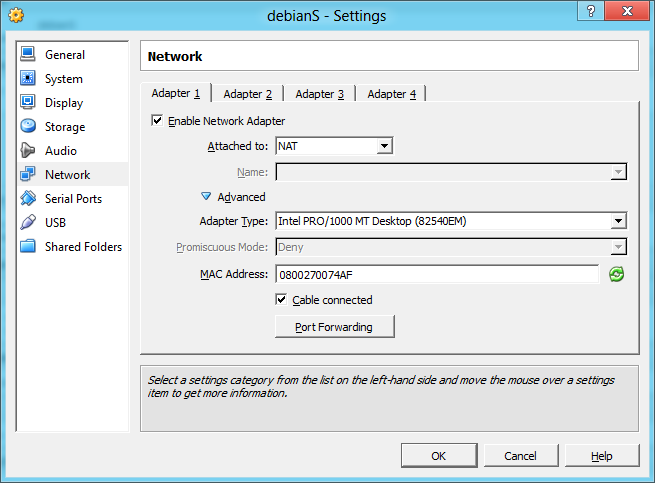 debianS - Settings
?
General
System
Display
Storage
Audio
Network
Serial Ports
USB
Shared Folders
Network
Adapter 1
Adapter 2
Adapter 3
Adapter 4
Enable Network Adapter
Attached to: NAT
Name:
Advanced
Adapter Type: Intel PRO/1000 MT Desktop (82540EM)
Promiscuous Mode: Deny
MAC Address: 0800270074AF
Cable connected
Port Forwarding
Select a settings category from the list on the left-hand side and move the mouse over a settings
item to get more information.
OK
Cancel
Help